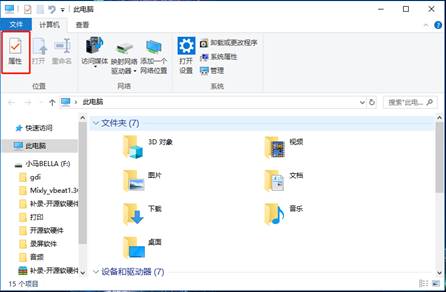 此电脑
文件 计算机 查看
属性 打开 重命名 访问媒体 映射网络驱动器 添加一个网络位置 打开设置 卸载或更改程序
系统属性
管理
位置 网络 系统
此电脑 搜索"此电...
快速访问
此电脑
小马BELLA (F:)
gdi
Mixly_vbeat1.3(
补录-开源软硬件
打印
开源软硬件
录屏软件
音频
补录-开源软硬件
文件夹 (7)
3D 对象 视频
图片 文档
下载 音乐
桌面
设备和驱动器 (7)
15 个项目